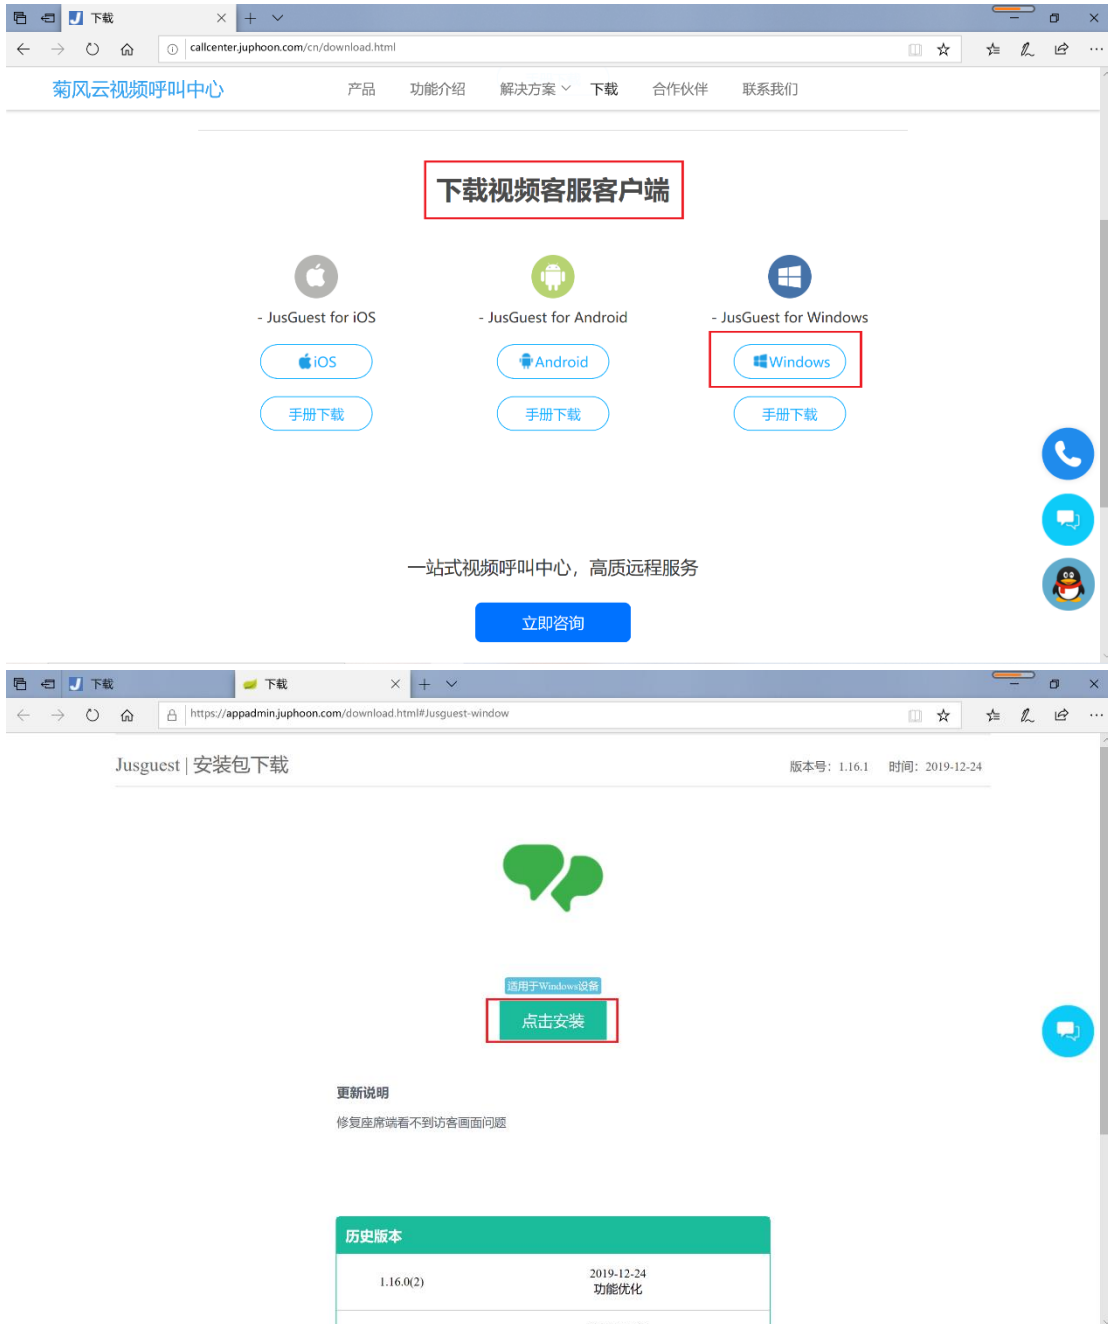 下载
callcenter.juphoon.com/cn/download.html
菊风云视频呼叫中心 产品 功能介绍 解决方案 下载 合作伙伴 联系我们
下载视频客服客户端
- JusGuest for iOS - JusGuest for Android - JusGuest for Windows
iOS Android Windows
手册下载 手册下载 手册下载
一站式视频呼叫中心，高质远程服务
立即咨询
下载 下载
https://appadmin.juphoon.com/download.html#Jusguest-window
Jusguest | 安装包下载 版本号：1.16.1 时间：2019-12-24
适用于Windows设备
点击安装
更新说明
修复座席端看不到访客画面问题
历史版本
1.16.0(2) 2019-12-24
功能优化